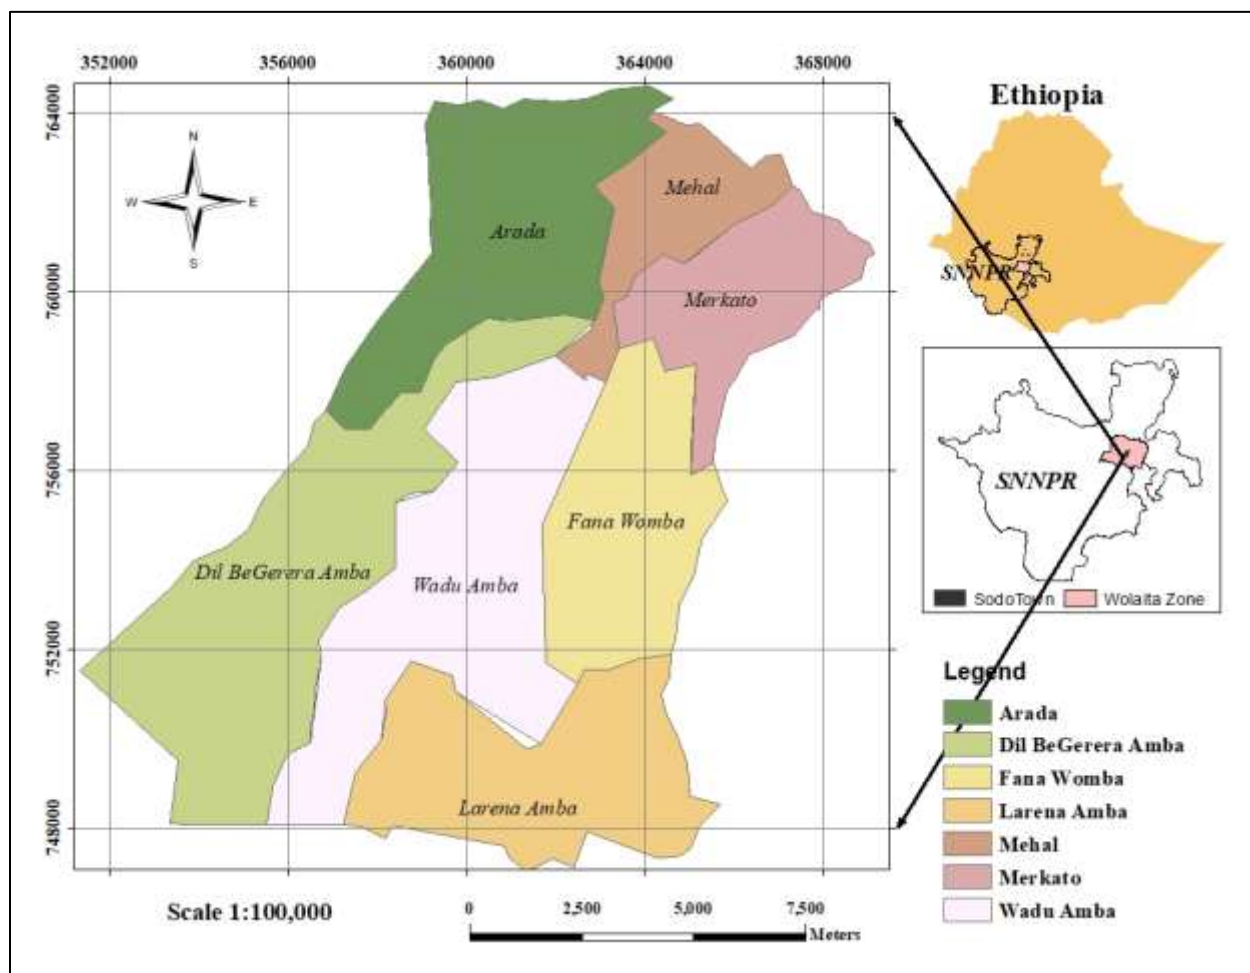 352000 356000 360000 364000 368000
764000
760000
756000
752000
748000
N
W E
S
Arada
Mehal
Merkato
Fana Womba
Dil BeGerera Amba
Wadu Amba
Larena Amba
Ethiopia
SNNPR
SNNPR
SodoTown Wolaita Zone
Legend
Arada
Dil BeGerera Amba
Fana Womba
Larena Amba
Mehal
Merkato
Wadu Amba
Scale 1:100,000
0 2,500 5,000 7,500
Meters